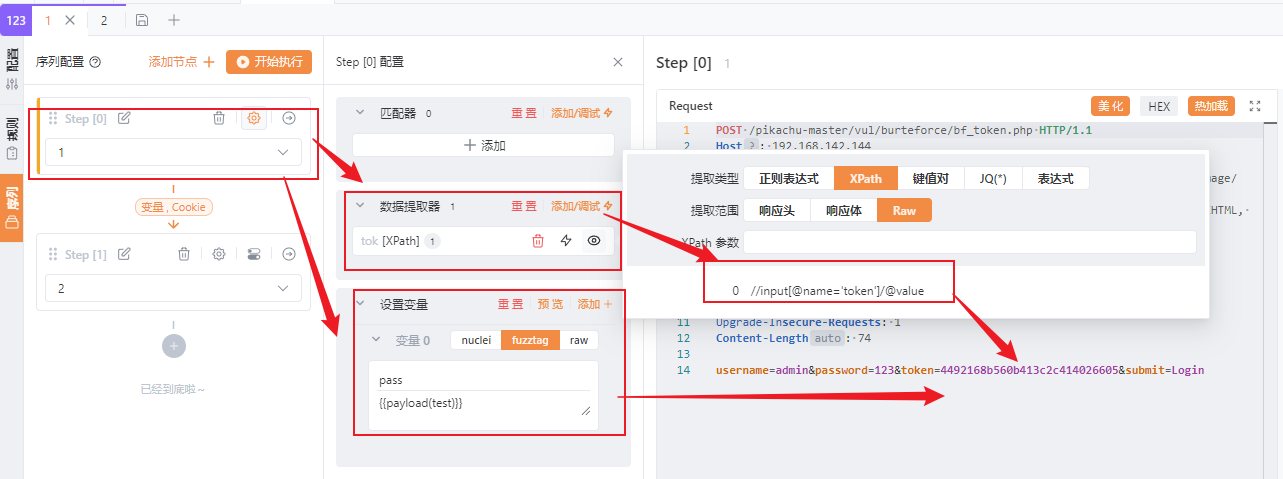 123
1
2
配置
规则
序列
序列配置
添加节点
开始执行
Step [0]
1
变量 , Cookie
Step [1]
2
已经到底啦~
Step [0] 配置
匹配器 0
重置
添加/调试
添加
数据提取器 1
重置
添加/调试
tok [XPath] 1
设置变量
重置
预览
添加
变量 0
nuclei
fuzztag
raw
pass
{{payload(test)}}
Step [0] 1
Request
美化
HEX
热加载
1 POST /pikachu-master/vul/burteforce/bf_token.php HTTP/1.1
2 Host ? : 192.168.142.144
mage/
KHTML,
提取类型
正则表达式
XPath
键值对
JQ(*)
表达式
提取范围
响应头
响应体
Raw
XPath 参数
0 //input[@name='token']/@value
11 Upgrade-Insecure-Requests: 1
12 Content-Length auto : 74
13
14 username=admin&password=123&token=4492168b560b413c2c414026605&submit=Login